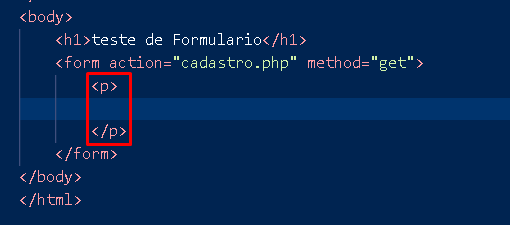 <body>
<h1>teste de Formulario</h1>
<form action="cadastro.php" method="get">
<p>
</p>
</form>
</body>
</html>